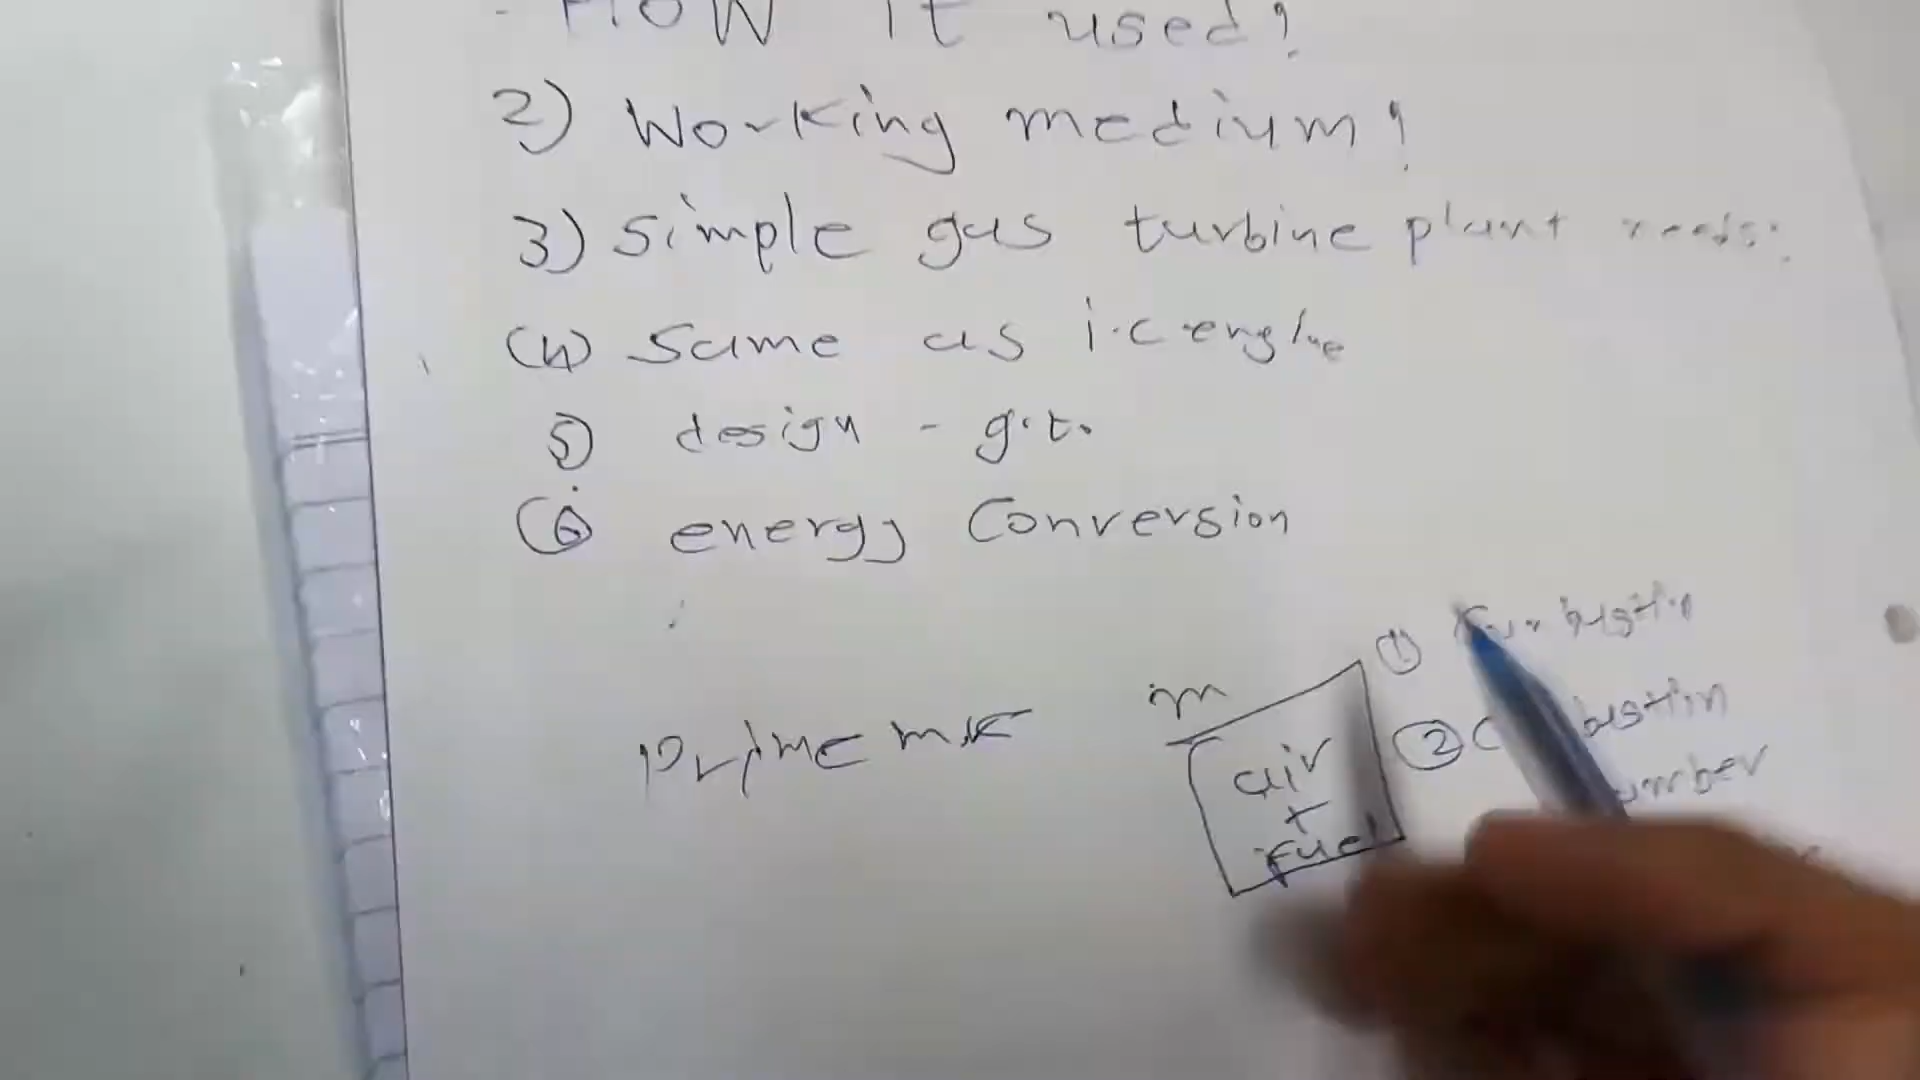 - How it used?
2) Working medium?
3) Simple gas turbine plant needs:
(4) Same as i.c engine
5) design - g.t.
(6) energy conversion
m
air
+
fuel
①
②